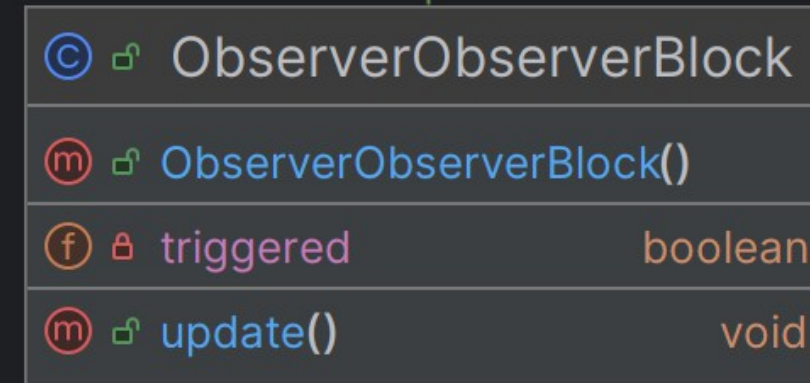 C ObserverObserverBlock
m ObserverObserverBlock()
f triggered boolean
m update() void